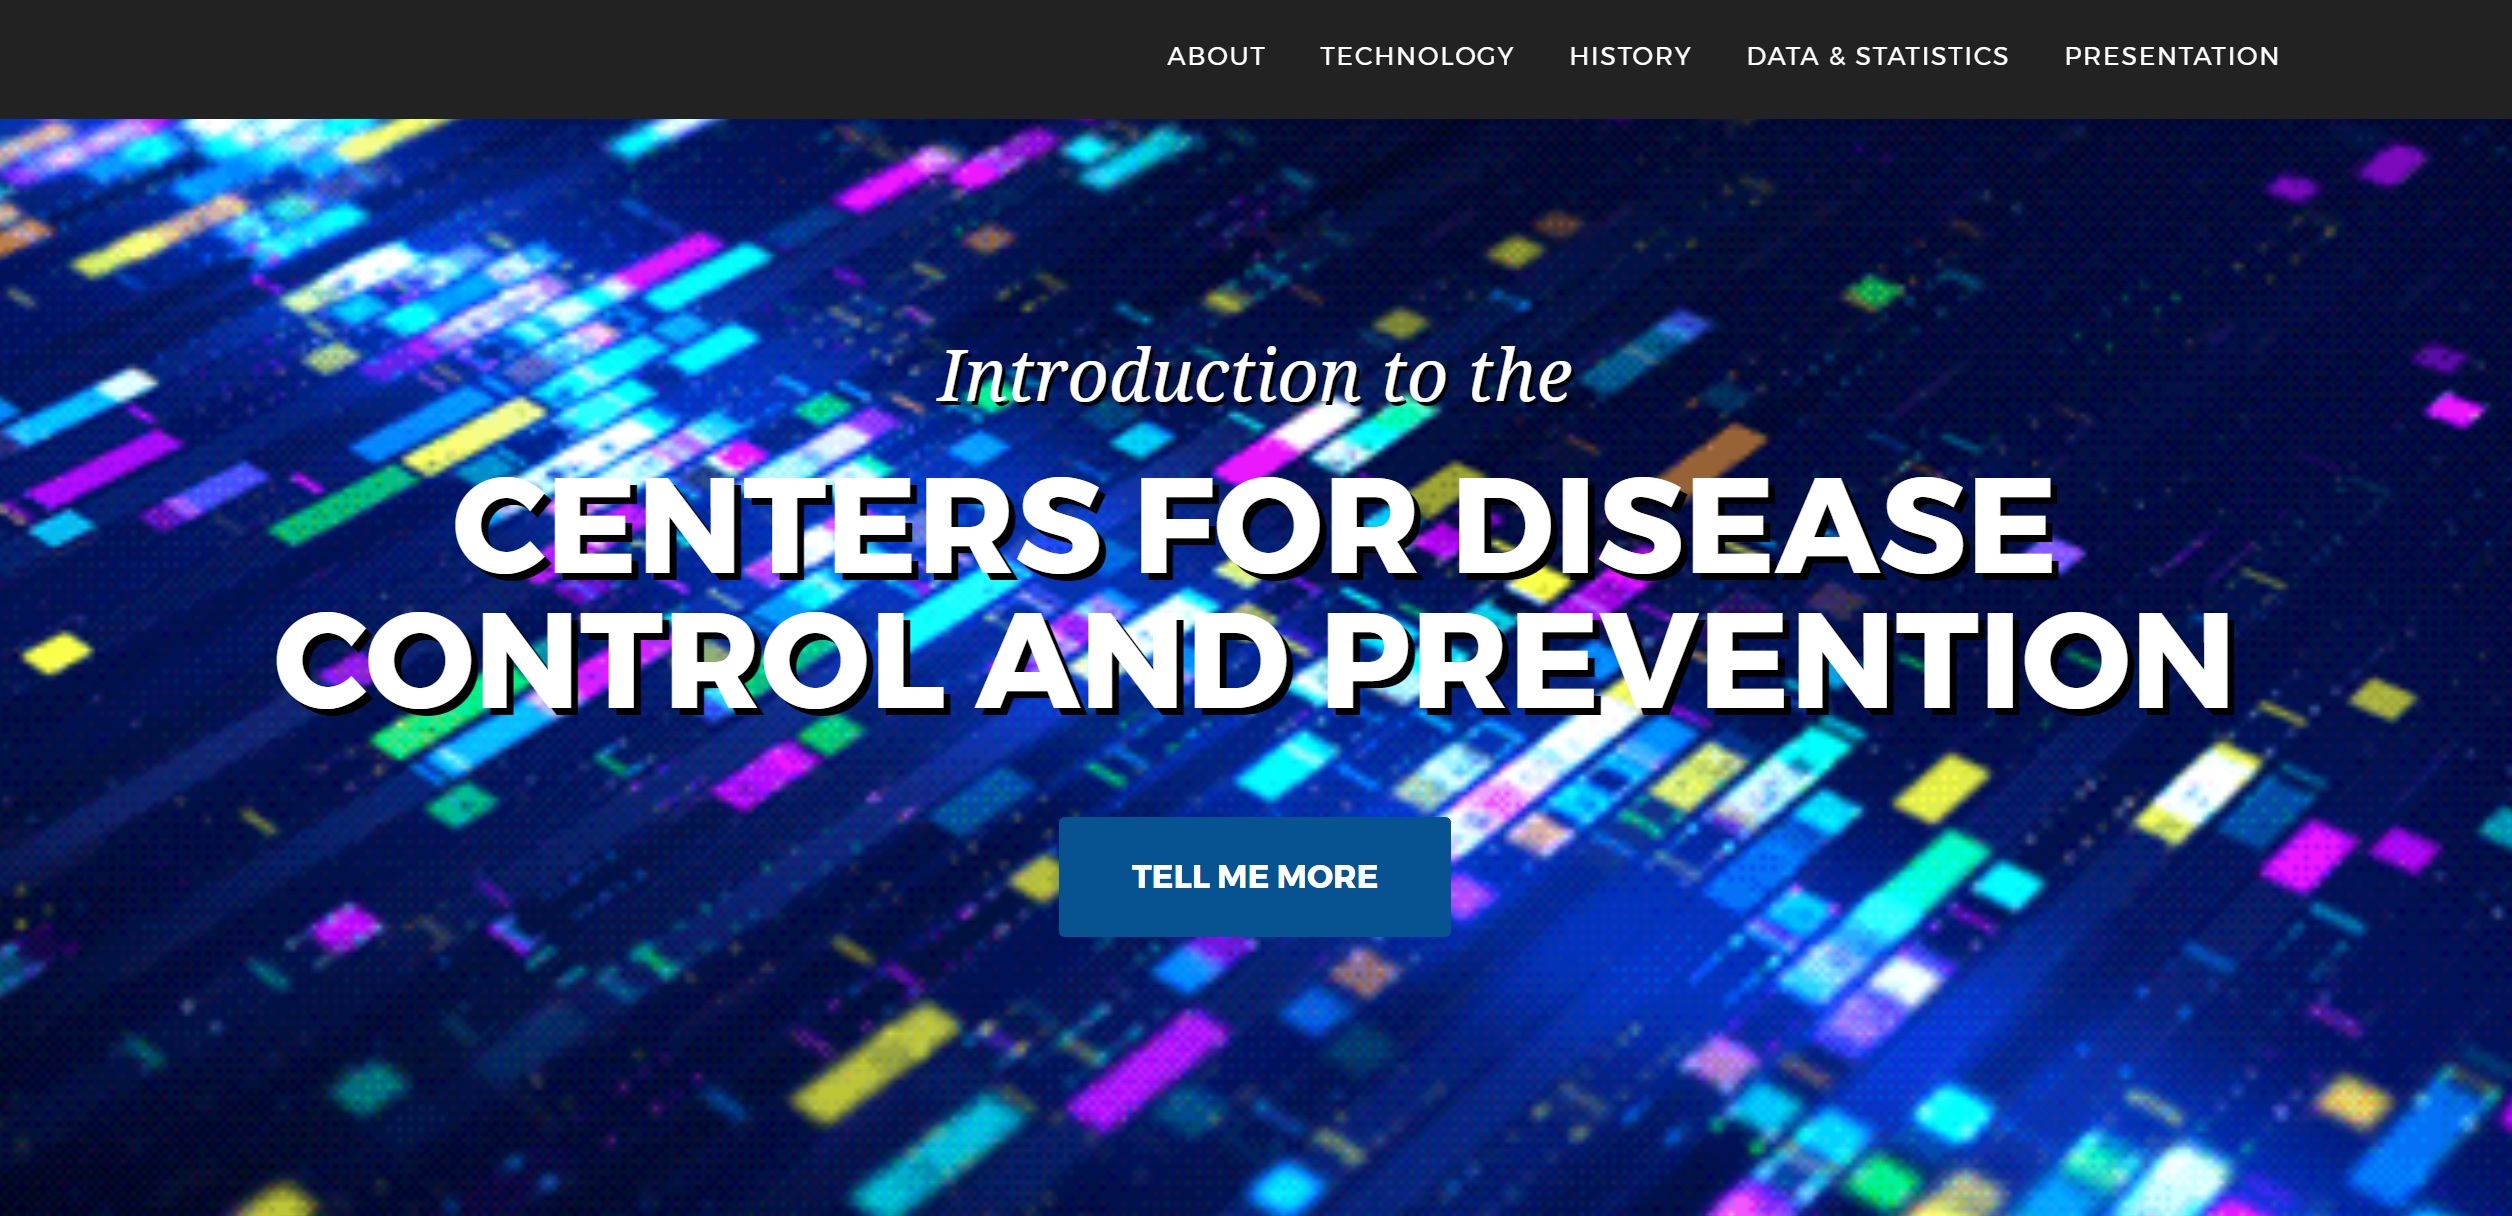 ABOUT TECHNOLOGY HISTORY DATA & STATISTICS PRESENTATION
Introduction to the
CENTERS FOR DISEASE
CONTROL AND PREVENTION
TELL ME MORE